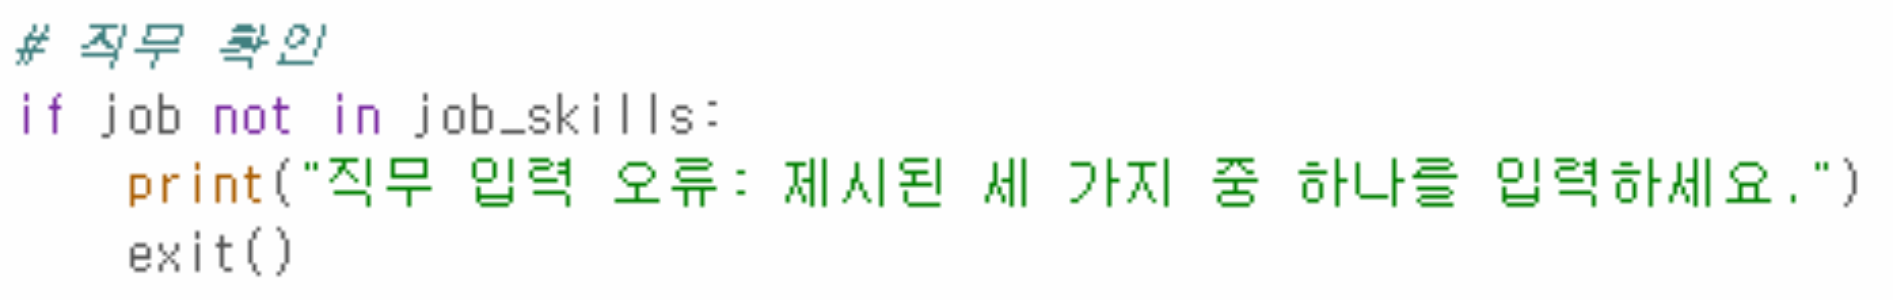 # 직무 확인
if job not in job_skills:
    print("직무 입력 오류: 제시된 세 가지 중 하나를 입력하세요.")
    exit()